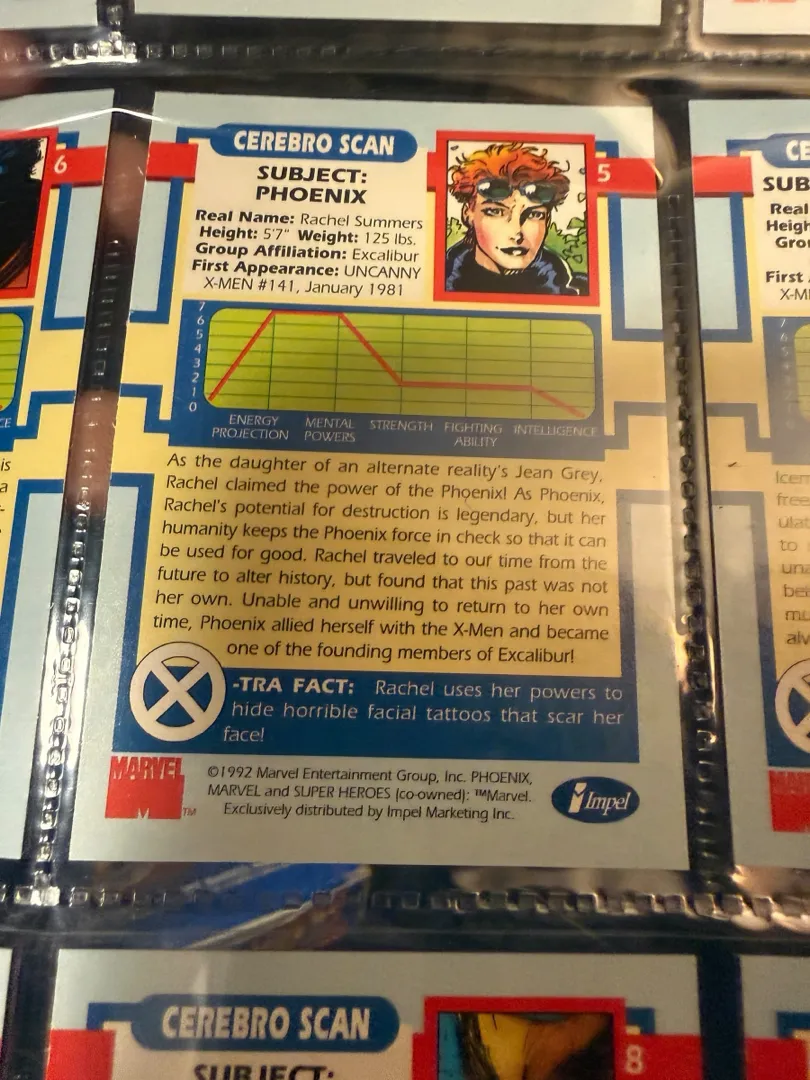 6
CEREBRO SCAN
SUBJECT:
PHOENIX
Real Name: Rachel Summers
Height: 5'7" Weight: 125 lbs.
Group Affiliation: Excalibur
First Appearance: UNCANNY
X-MEN #141, January 1981
5
7
6
5
4
3
2
1
0
ENERGY
PROJECTION
MENTAL
POWERS
STRENGTH
FIGHTING
ABILITY
INTELLIGENCE
As the daughter of an alternate reality's Jean Grey,
Rachel claimed the power of the Phoenix! As Phoenix,
Rachel's potential for destruction is legendary, but her
humanity keeps the Phoenix force in check so that it can
be used for good. Rachel traveled to our time from the
future to alter history, but found that this past was not
her own. Unable and unwilling to return to her own
time, Phoenix allied herself with the X-Men and became
one of the founding members of Excalibur!
-TRA FACT: Rachel uses her powers to
hide horrible facial tattoos that scar her
face!
MARVEL
M
TM
©1992 Marvel Entertainment Group, Inc. PHOENIX,
MARVEL and SUPER HEROES (co-owned): ™Marvel.
Exclusively distributed by Impel Marketing Inc.
Impel
CE
SUB
Real
Heigh
Grou
First
X-M
CEREBRO SCAN
SUBJECT:
8